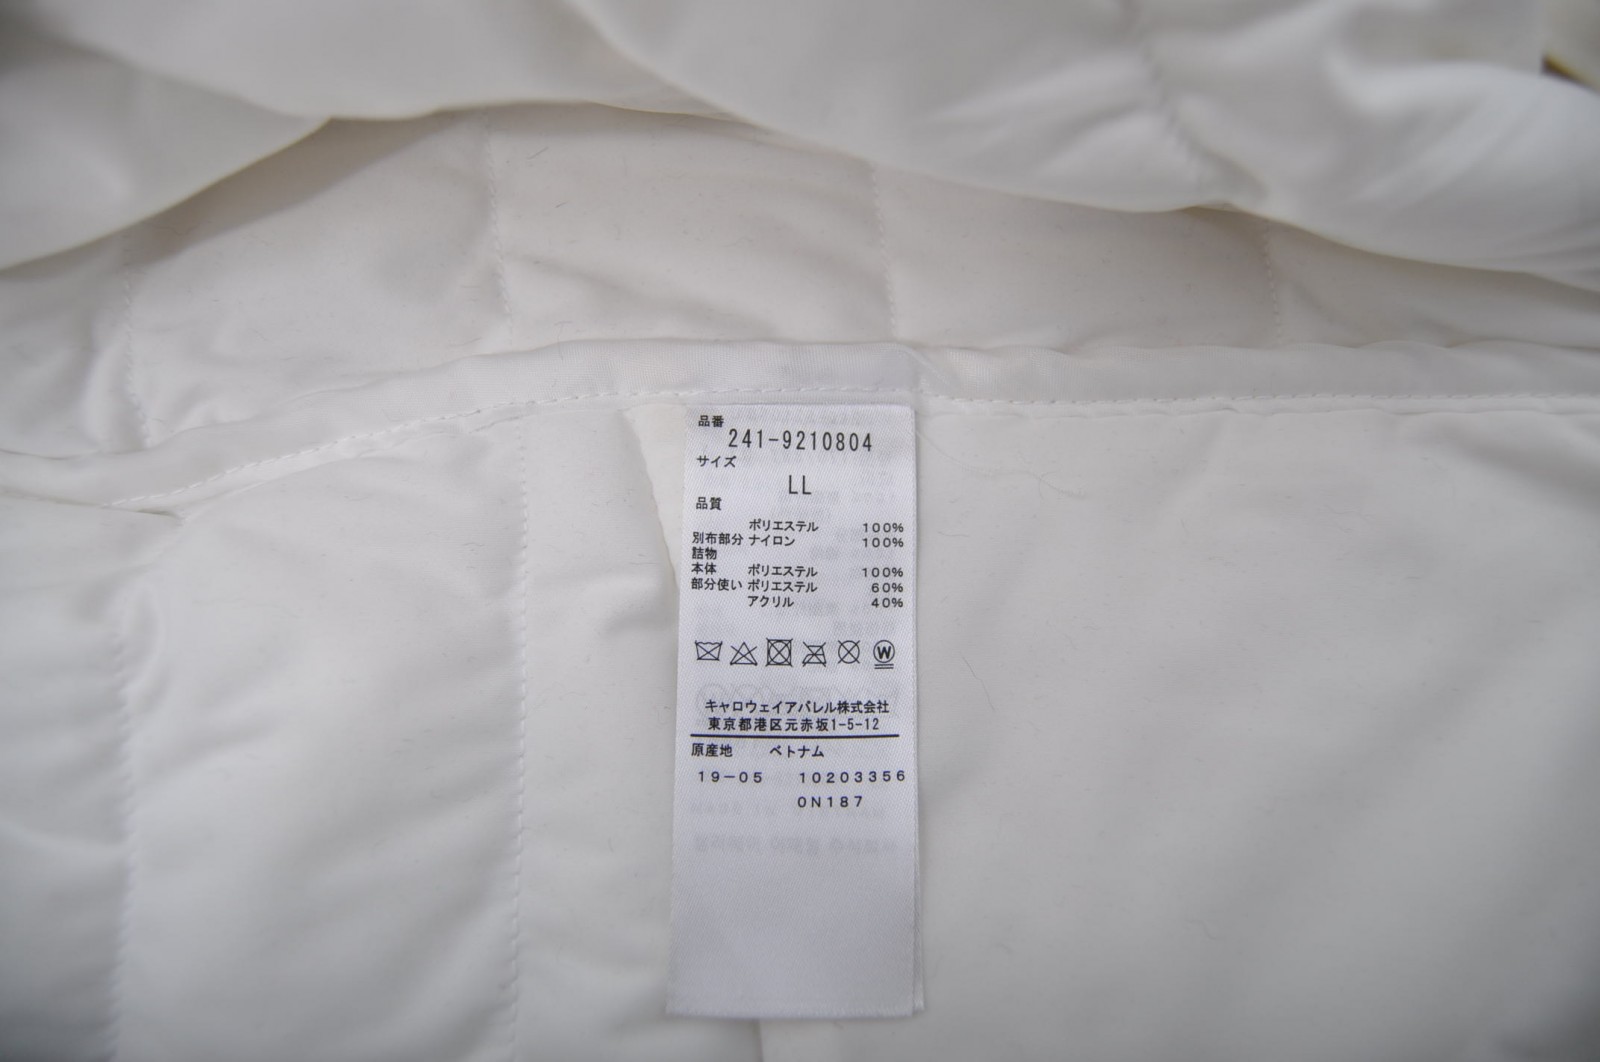 品番
241-9210804
サイズ
LL
品質
ポリエステル 100%
別布部分 ナイロン 100%
詰物
本体 ポリエステル 100%
部分使い ポリエステル 60%
アクリル 40%
W
キャロウェイアパレル株式会社
東京都港区元赤坂1-5-12
原産地 ベトナム
19-05 10203356
0N187